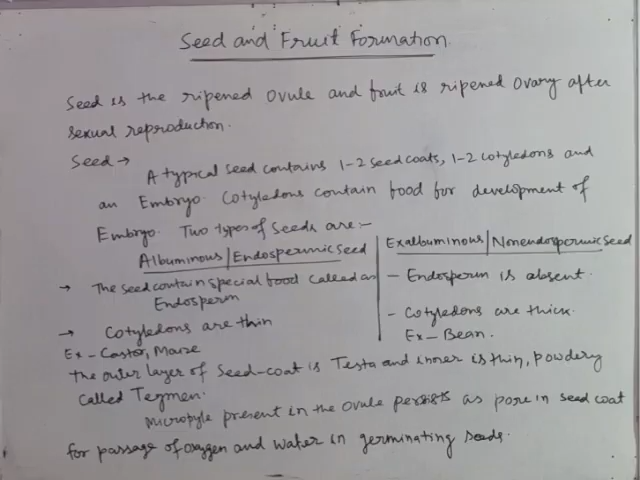 Seed and Fruit Formation.
Seed is the ripened ovule and fruit is ripened ovary after
sexual reproduction.
Seed →
A typical seed contains 1-2 seed coats, 1-2 cotyledons and
an Embryo. Cotyledons contain food for development of
Embryo. Two types of seeds are:-
Albuminous/Endospermic seed
→ The seed contain special food called as
Endosperm
→ Cotyledons are thin
Ex- Castor, Maize
Exalbuminous/Nonendospermic seed
- Endosperm is absent.
- Cotyledons are thick.
Ex- Bean.
The outer layer of seed-coat is Testa and inner is thin, powdery
called Tegmen.
Micropyle present in the ovule persists as pore in seed coat
for passage of oxygen and water in germinating seeds.